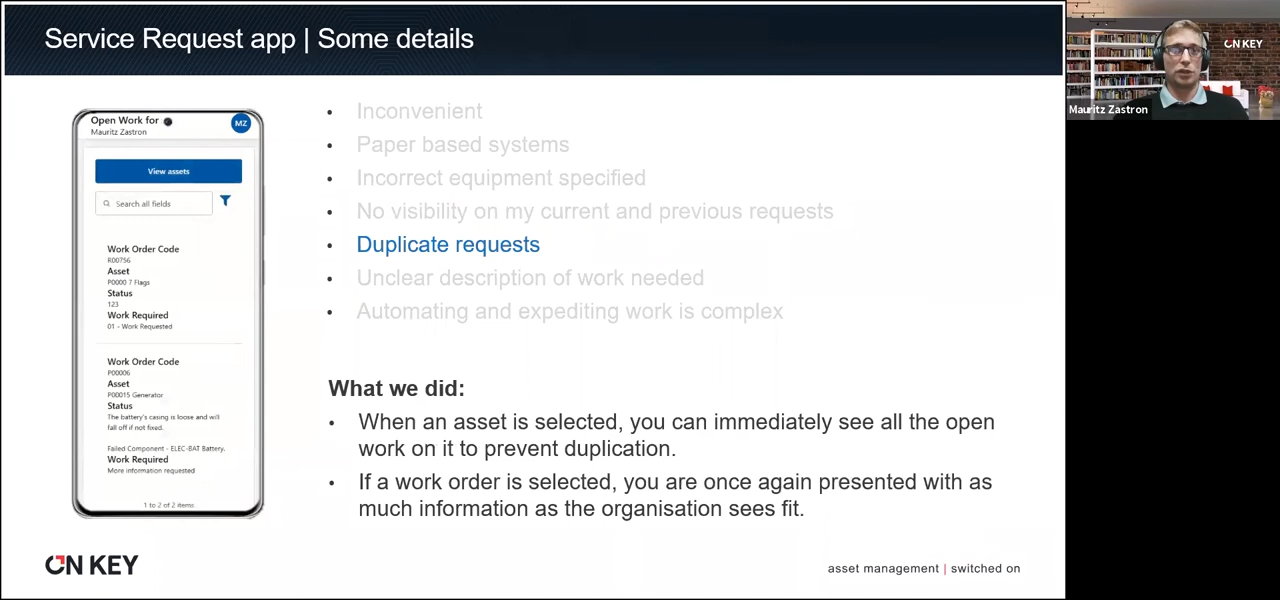 Service Request app | Some details
Open Work for
Mauritz Zastron
MZ
View assets
Search all fields
Work Order Code
R00756
Asset
P0000 7 Flags
Status
123
Work Required
01 - Work Requested
Work Order Code
P00006
Asset
P00015 Generator
Status
The battery's casing is loose and will
fall off if not fixed.
Failed Component - ELEC-BAT Battery.
Work Required
More information requested
1 to 2 of 2 items
• Inconvenient
• Paper based systems
• Incorrect equipment specified
• No visibility on my current and previous requests
• Duplicate requests
• Unclear description of work needed
• Automating and expediting work is complex
What we did:
• When an asset is selected, you can immediately see all the open
work on it to prevent duplication.
• If a work order is selected, you are once again presented with as
much information as the organisation sees fit.
ON KEY
asset management | switched on
ON KEY
Mauritz Zastron